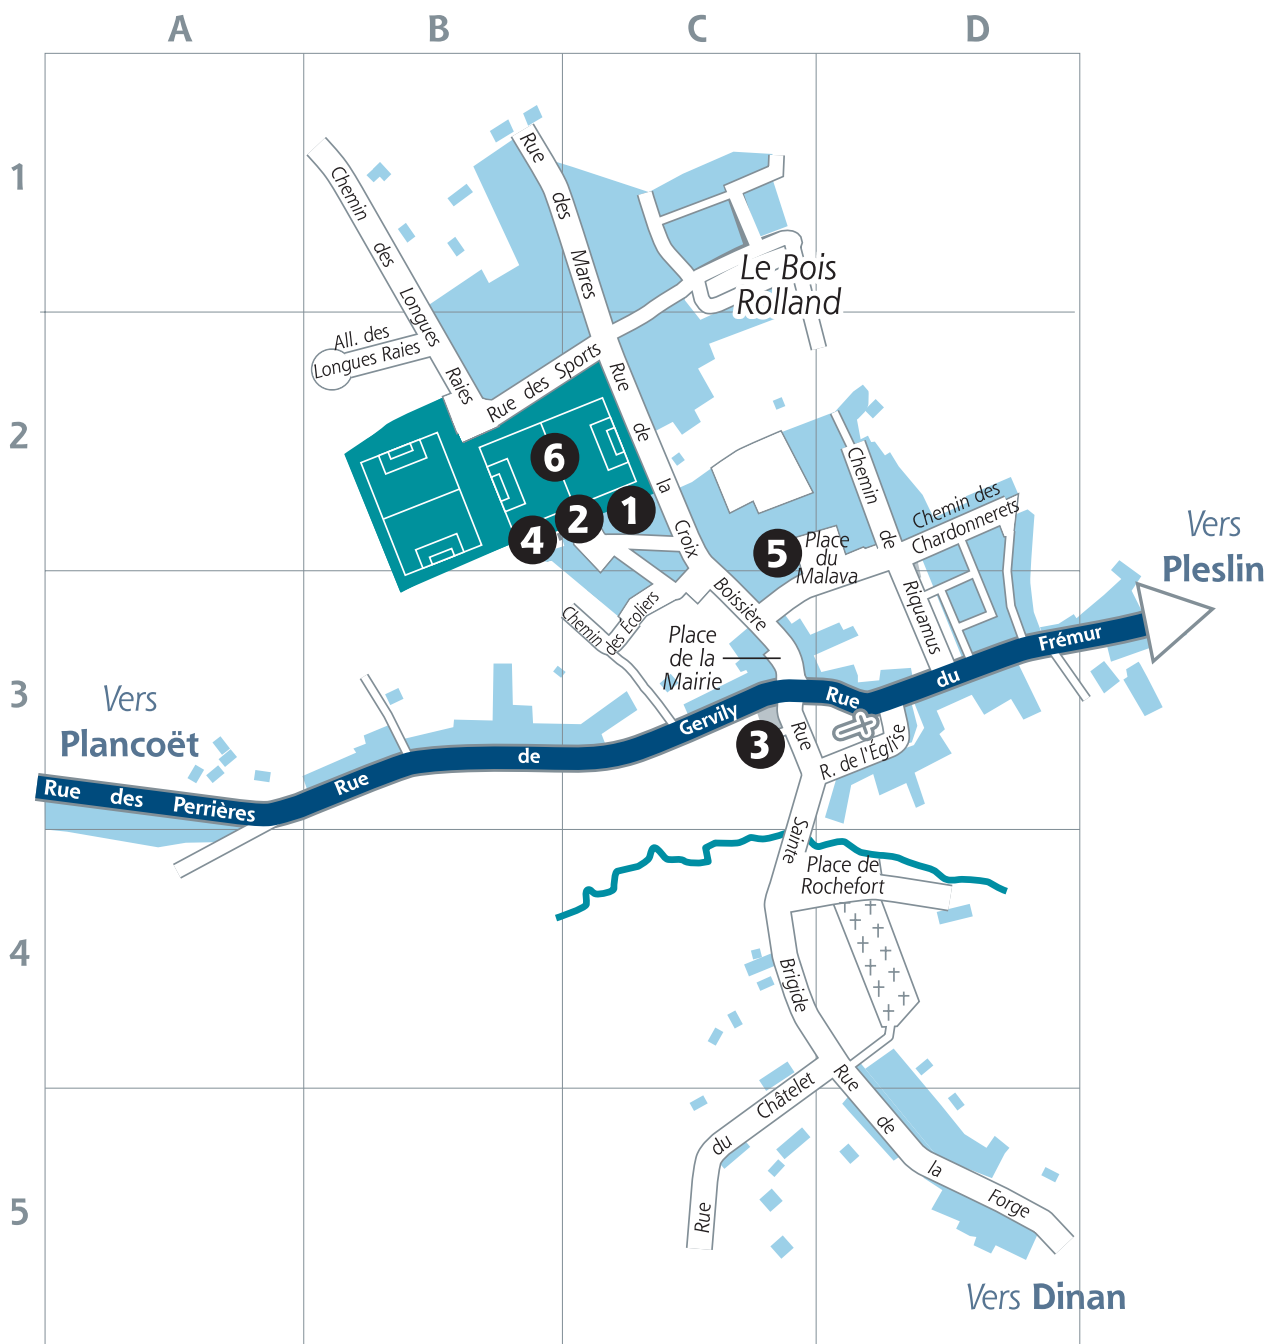 A B C D
1
2
3
4
5
Rue des Mares
Chemin des Longues Raies
Le Bois
Rolland
All. des
Longues Raies
Rue des Sports
Rue de la Croix Boissière
6
1
2
4
5
Place
du
Malava
Chemin de Riquamus
Chemin des
Chardonnerets
Vers
Pleslin
Chemin
des Écoliers
Place
de la
Mairie
Vers
Plancoët
Rue des Perrières
Rue de Gervily
Rue du Frémur
3
R. de l'Église
Rue Sainte Brigide
Place de
Rochefort
Rue du Châtelet
Rue de la Forge
Vers Dinan